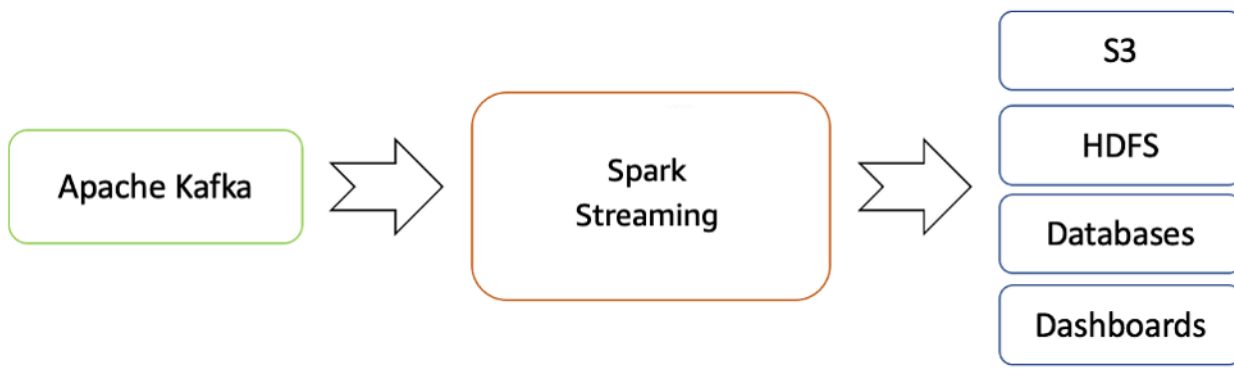 Apache Kafka
Spark
Streaming
S3
HDFS
Databases
Dashboards